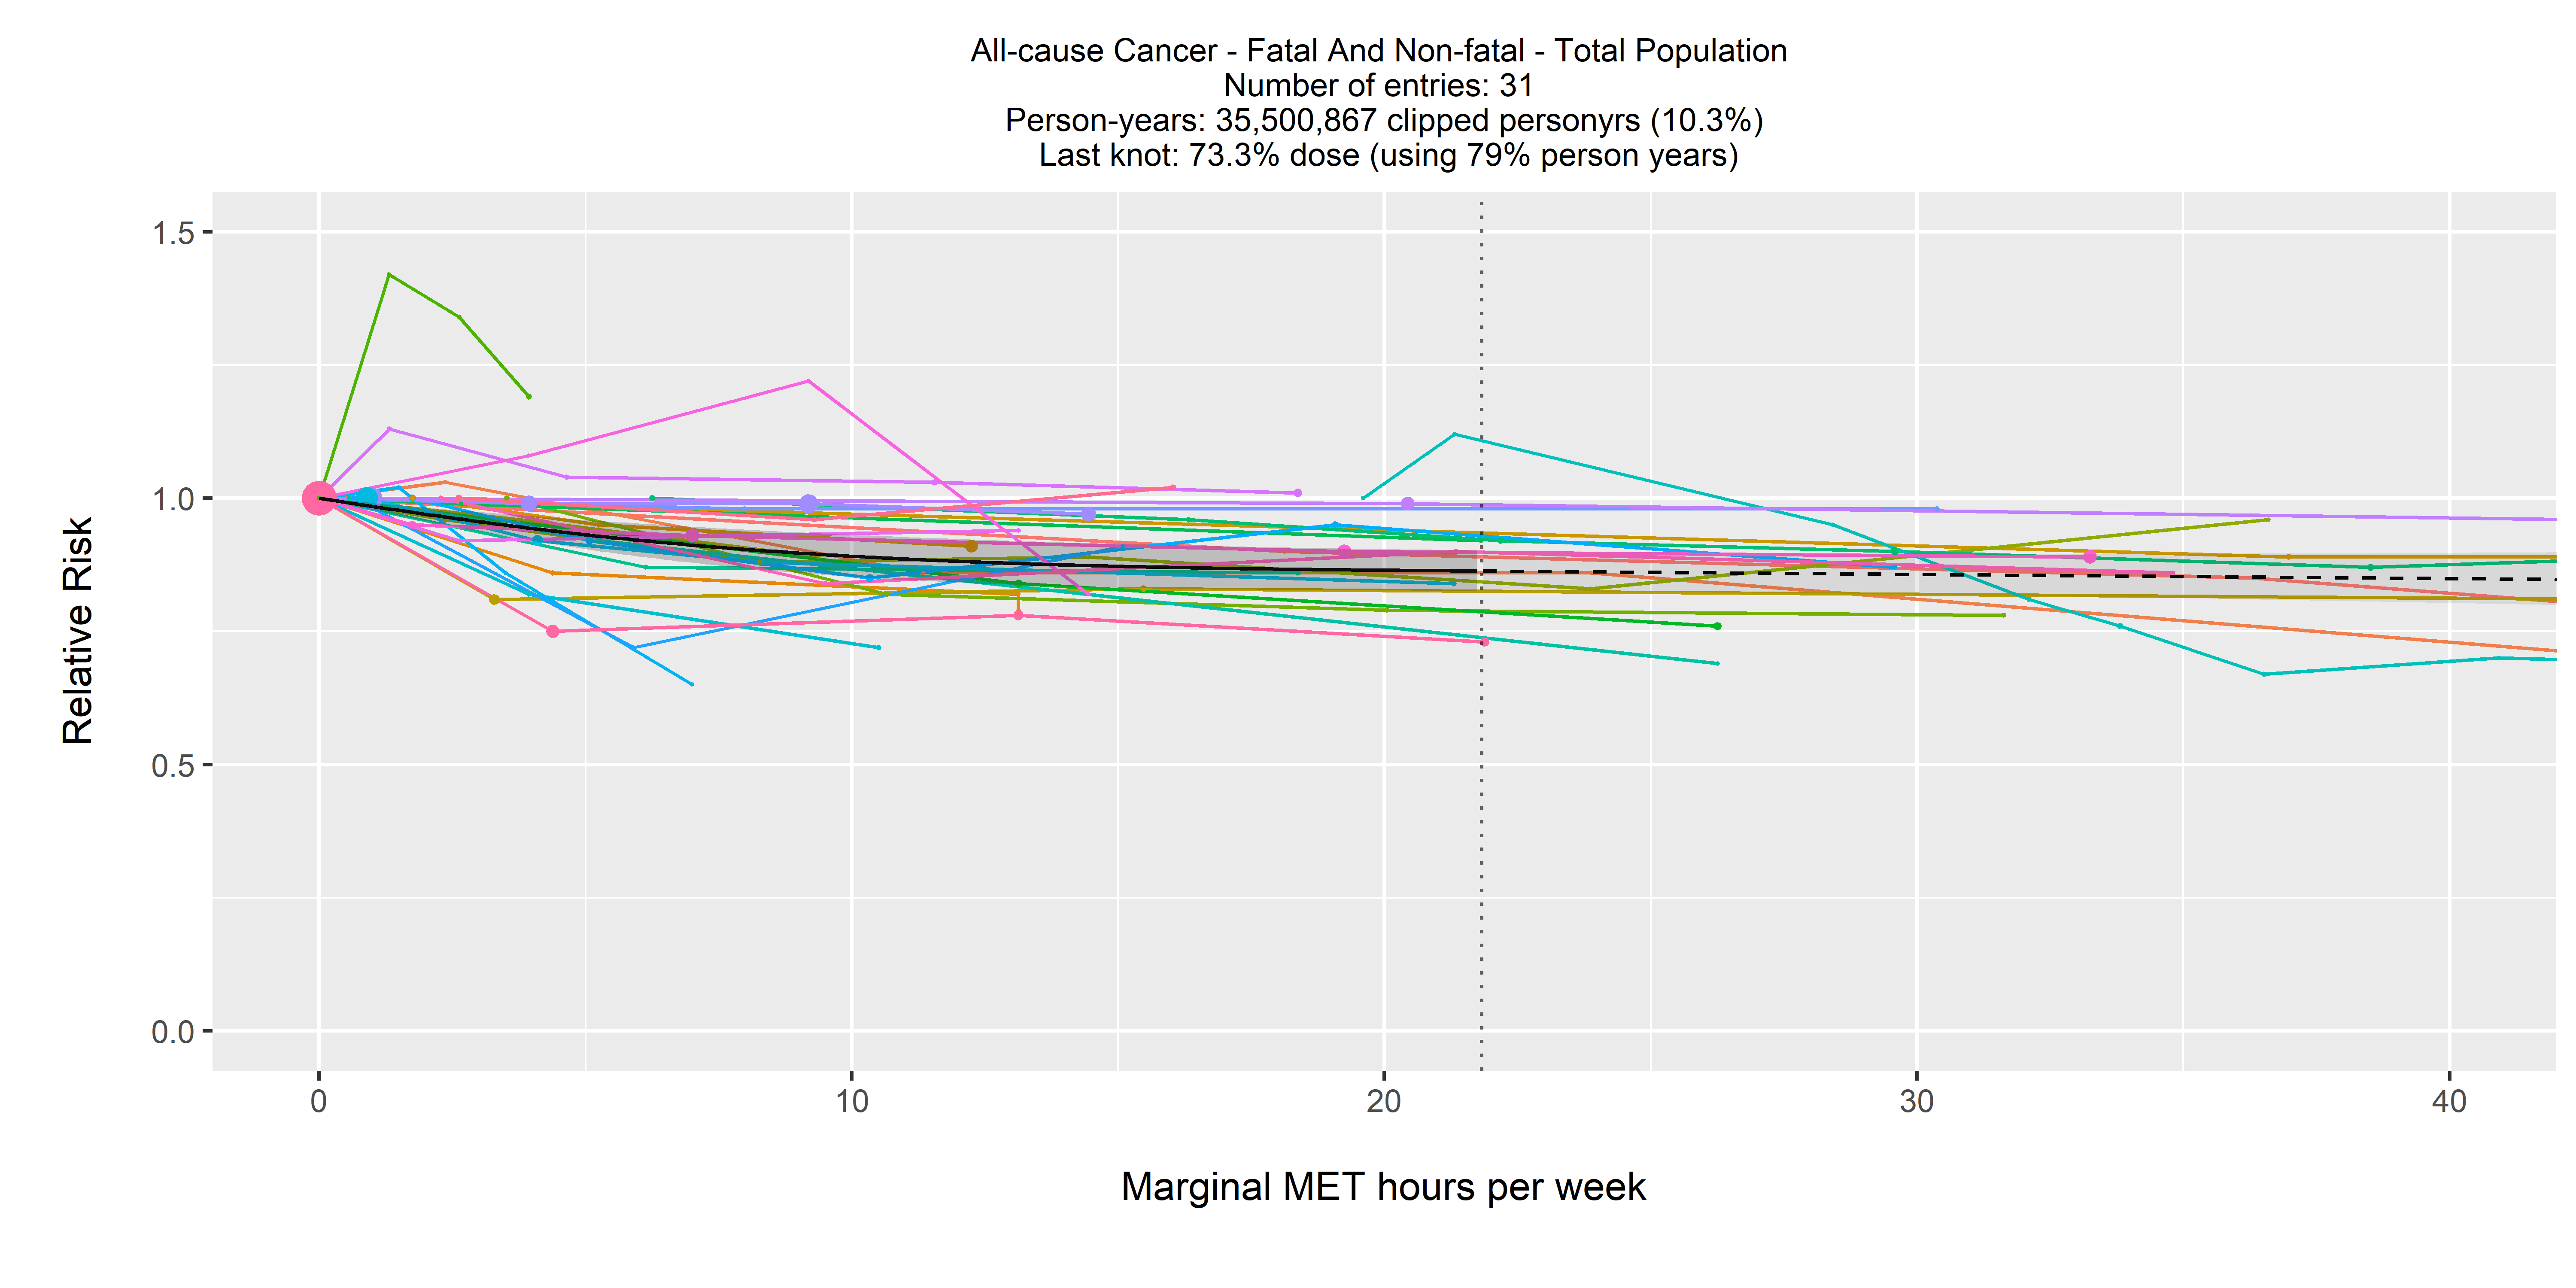 All-cause Cancer - Fatal And Non-fatal - Total Population
Number of entries: 31
Person-years: 35,500,867 clipped personyrs (10.3%)
Last knot: 73.3% dose (using 79% person years)
1.5
1.0
0.5
0.0
Relative Risk
0 10 20 30 40
Marginal MET hours per week